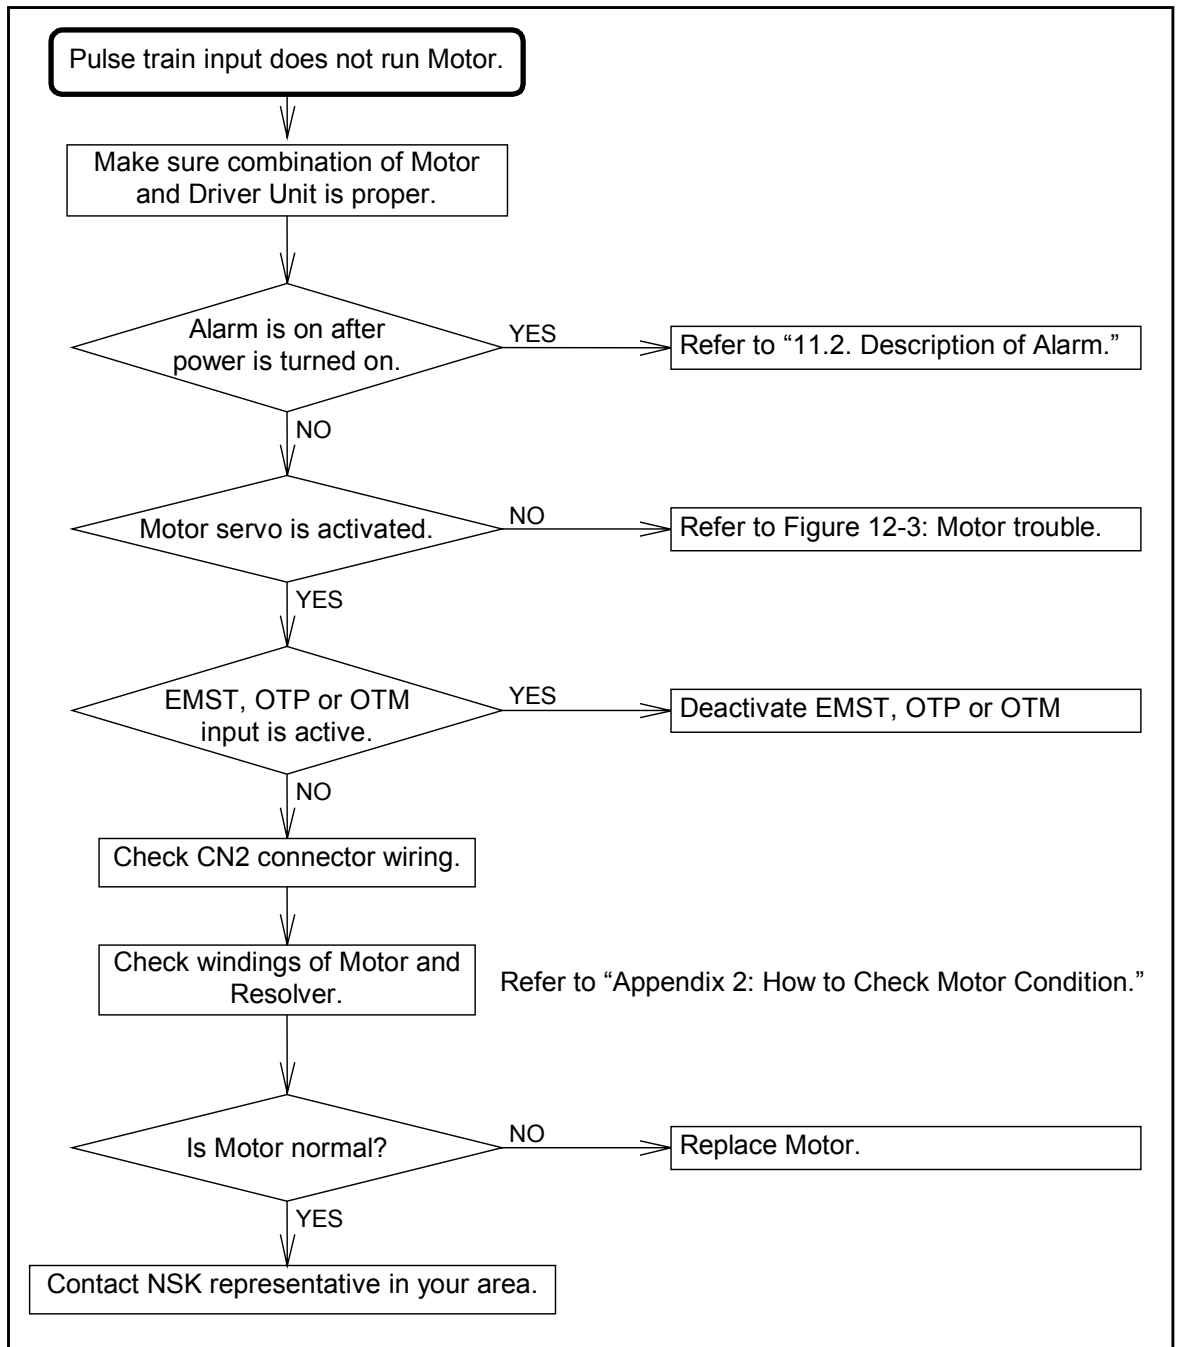 Pulse train input does not run Motor.
Make sure combination of Motor
and Driver Unit is proper.
Alarm is on after
power is turned on.
YES
Refer to “11.2. Description of Alarm.”
NO
Motor servo is activated.
NO
Refer to Figure 12-3: Motor trouble.
YES
EMST, OTP or OTM
input is active.
YES
Deactivate EMST, OTP or OTM
NO
Check CN2 connector wiring.
Check windings of Motor and
Resolver.
Refer to “Appendix 2: How to Check Motor Condition.”
Is Motor normal?
NO
Replace Motor.
YES
Contact NSK representative in your area.